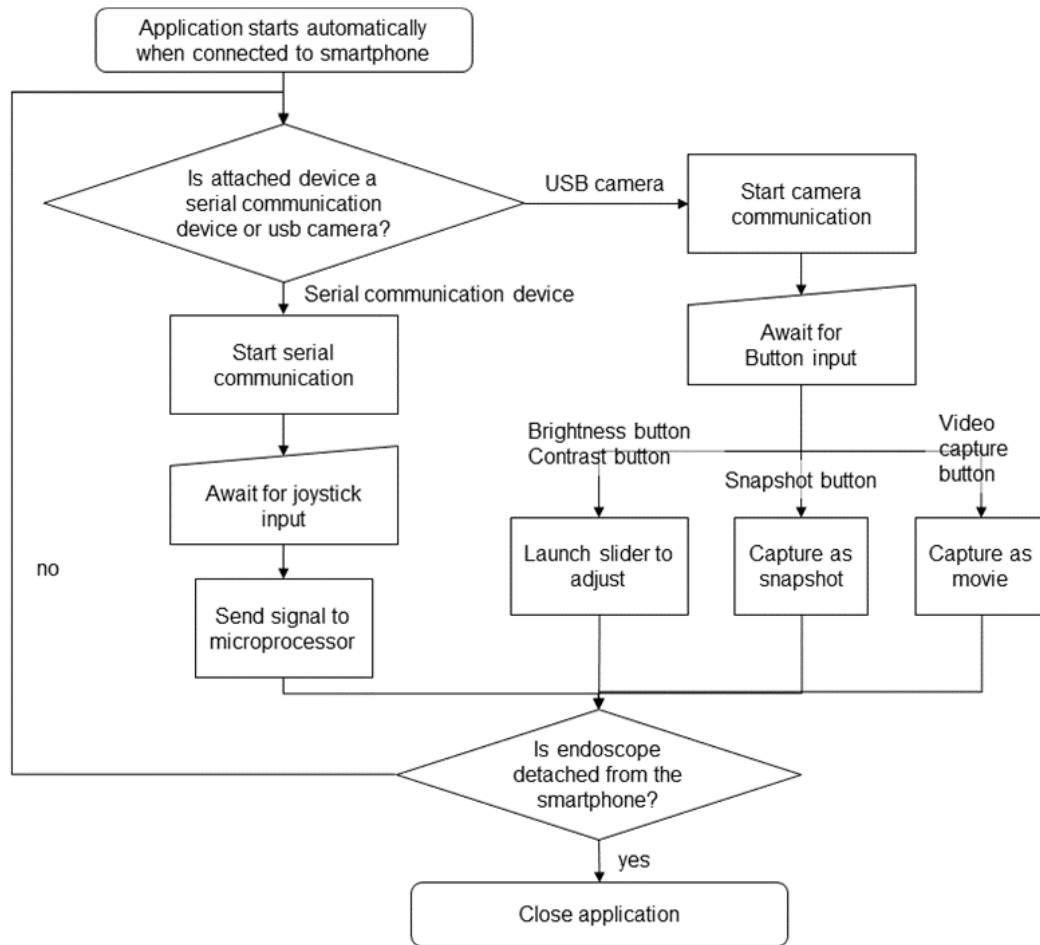 Application starts automatically
when connected to smartphone
Is attached device a
serial communication
device or usb camera?
USB camera
Start camera
communication
Serial communication device
Start serial
communication
Await for
Button input
Brightness button
Contrast button
Snapshot button
Video
capture
button
Await for joystick
input
Launch slider to
adjust
Capture as
snapshot
Capture as
movie
no
Send signal to
microprocessor
Is endoscope
detached from the
smartphone?
yes
Close application